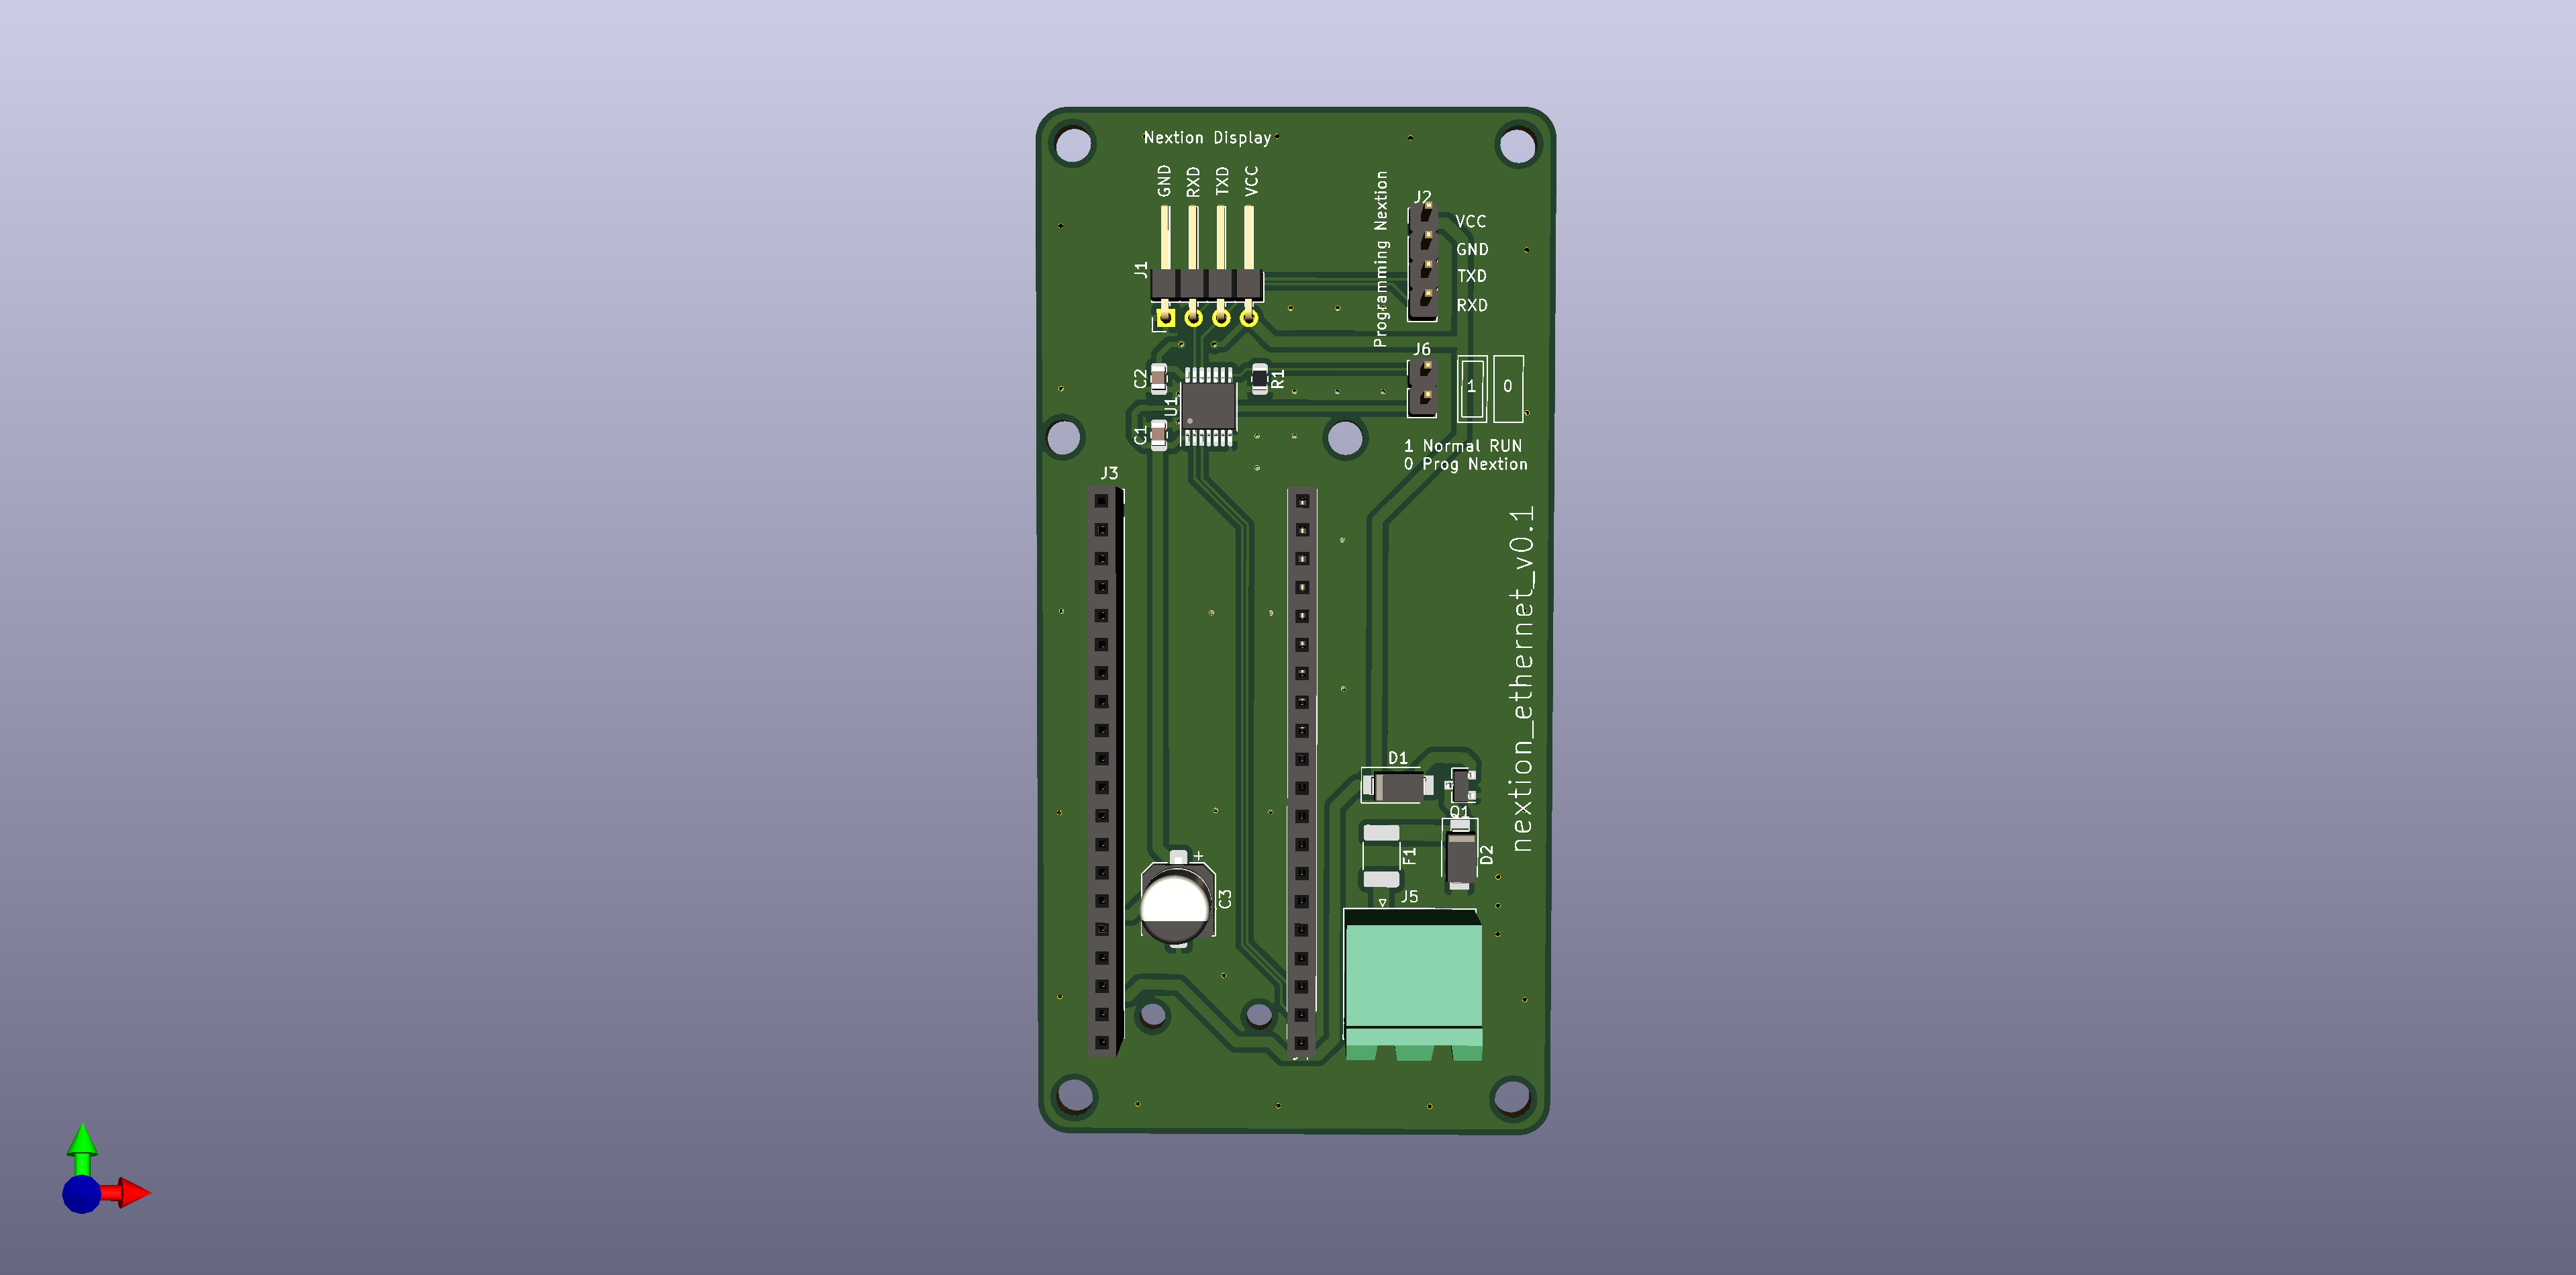 Nextion Display
GND
RXD
TXD
VCC
J1
Programming Nextion
J2
VCC
GND
TXD
RXD
J6
1
0
1 Normal RUN
0 Prog Nextion
C2
R1
U1
C1
J3
nextion_ethernet_v0.1
D1
Q1
F1
D2
J5
+
C3